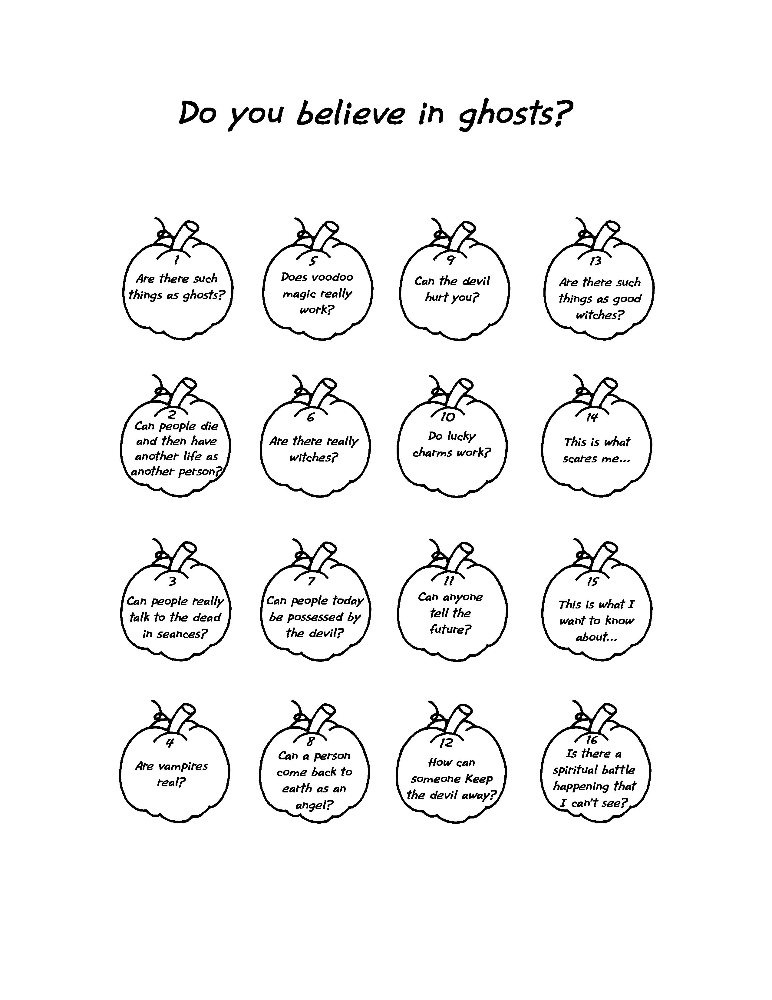 Do you believe in ghosts?
1
Are there such
things as ghosts?
5
Does voodoo
magic really
work?
9
Can the devil
hurt you?
13
Are there such
things as good
witches?
2
Can people die
and then have
another life as
another person?
6
Are there really
witches?
10
Do lucky
charms work?
14
This is what
scares me...
3
Can people really
talk to the dead
in seances?
7
Can people today
be possessed by
the devil?
11
Can anyone
tell the
future?
15
This is what I
want to know
about...
4
Are vampires
real?
8
Can a person
come back to
earth as an
angel?
12
How can
someone Keep
the devil away?
16
Is there a
spiritual battle
happening that
I can't see?